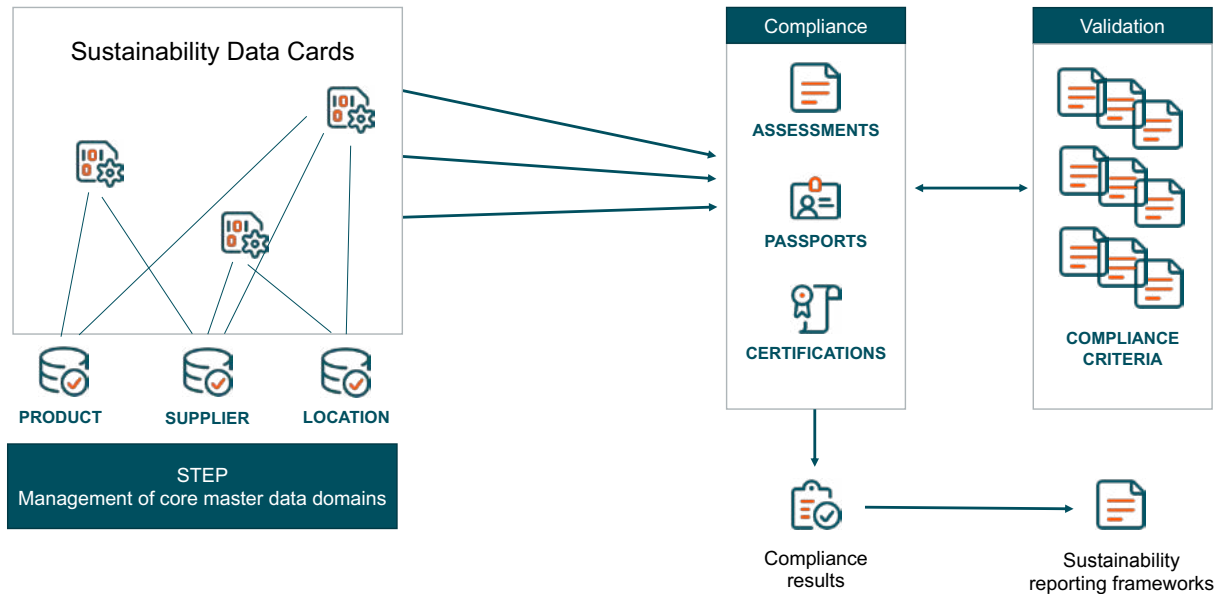 Sustainability Data Cards
PRODUCT
SUPPLIER
LOCATION
STEP
Management of core master data domains
Compliance
ASSESSMENTS
PASSPORTS
CERTIFICATIONS
Validation
COMPLIANCE
CRITERIA
Compliance
results
Sustainability
reporting frameworks